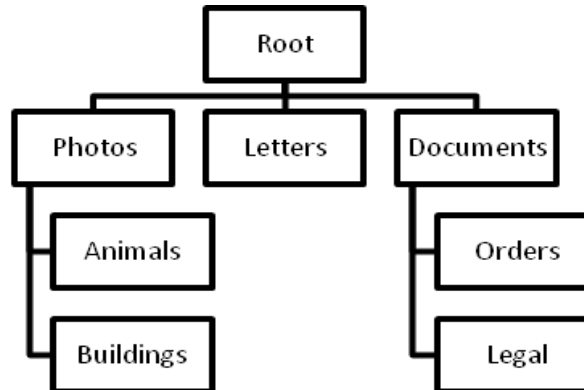 Root
Photos
Letters
Documents
Animals
Orders
Buildings
Legal